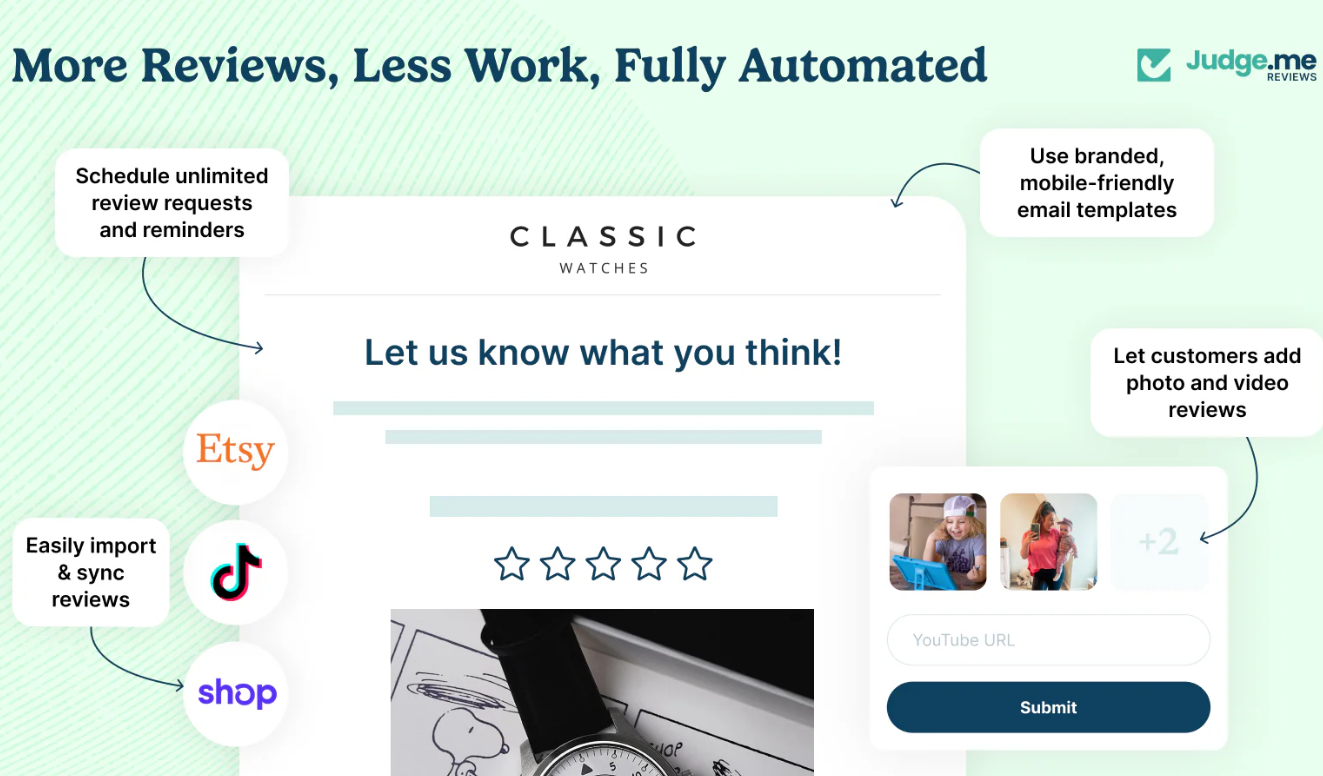 More Reviews, Less Work, Fully Automated
Judge.me
REVIEWS
Schedule unlimited
review requests
and reminders
Use branded,
mobile-friendly
email templates
CLASSIC
WATCHES
Let us know what you think!
Let customers add
photo and video
reviews
Etsy
Easily import
& sync
reviews
shop
+2
YouTube URL
Submit
SHOP
5